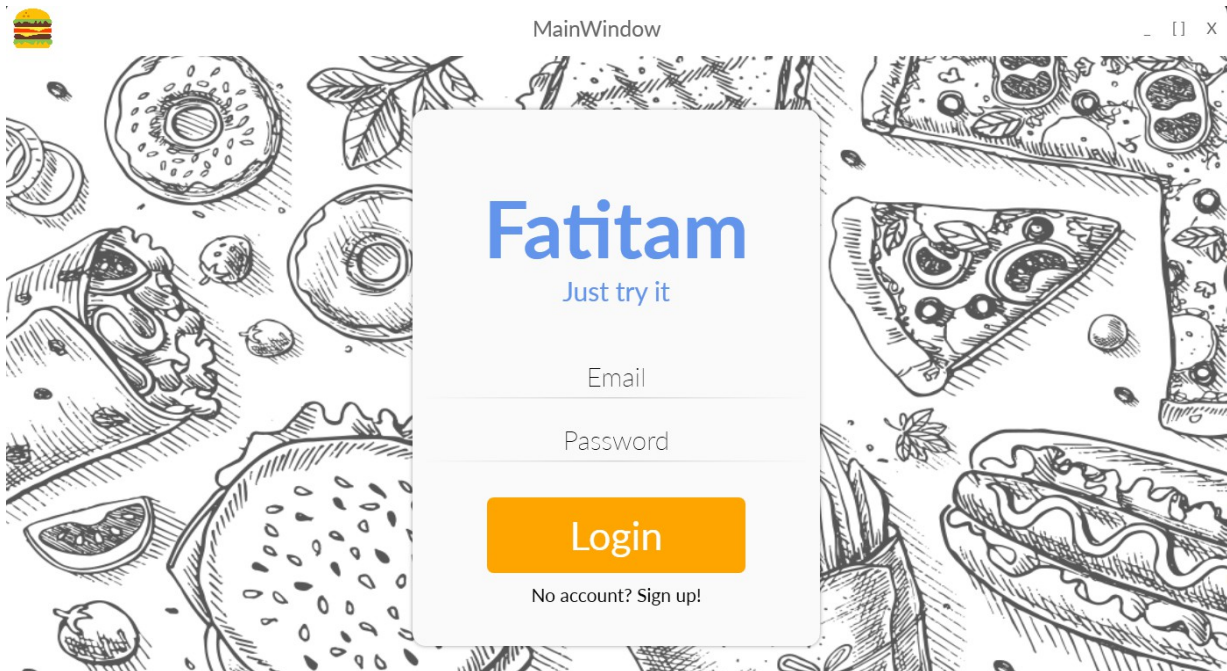 MainWindow
_ [ ] X
Fatitam
Just try it
Email
Password
Login
No account? Sign up!